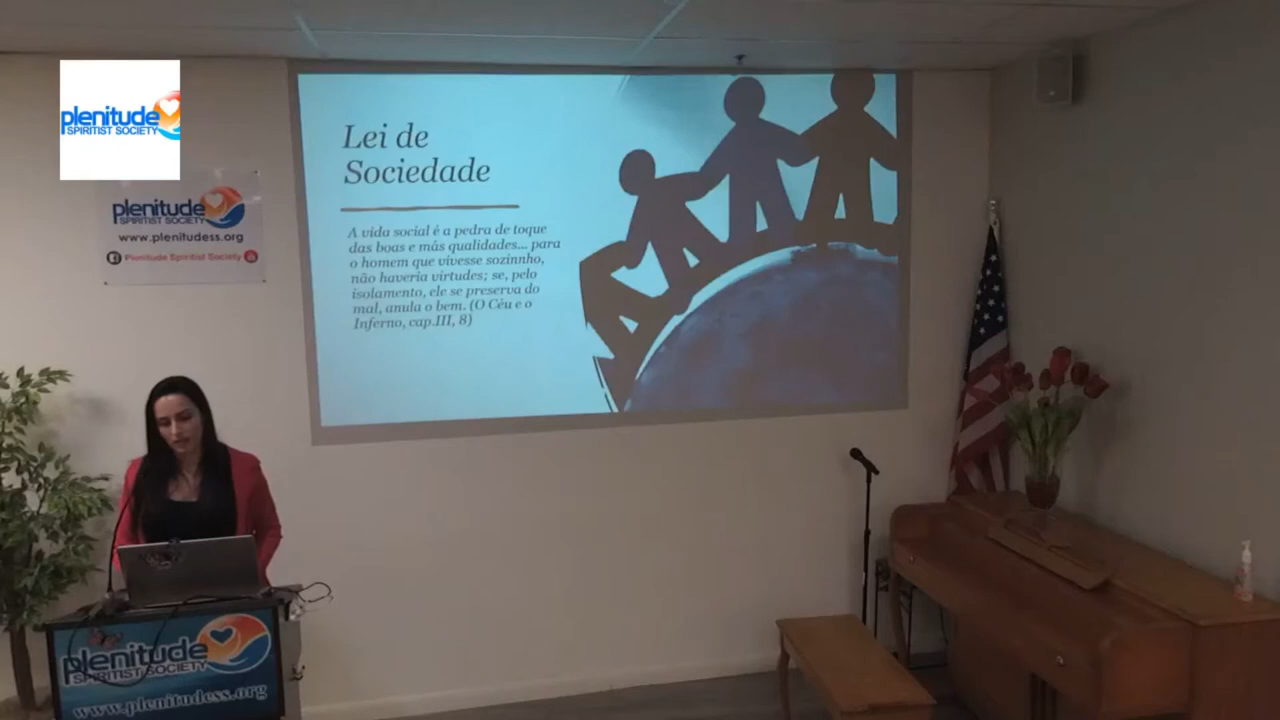 plenitude
SPIRITIST SOCIETY
plenitude
SPIRITIST SOCIETY
www.plenitudess.org
Plenitude Spiritist Society
Lei de
Sociedade
A vida social é a pedra de toque
das boas e más qualidades... para
o homem que vivesse sozinnho,
não haveria virtudes; se, pelo
isolamento, ele se preserva do
mal, anula o bem. (O Céu e o
Inferno, cap.III, 8)
plenitude
SPIRITIST SOCIETY
www.plenitudess.org